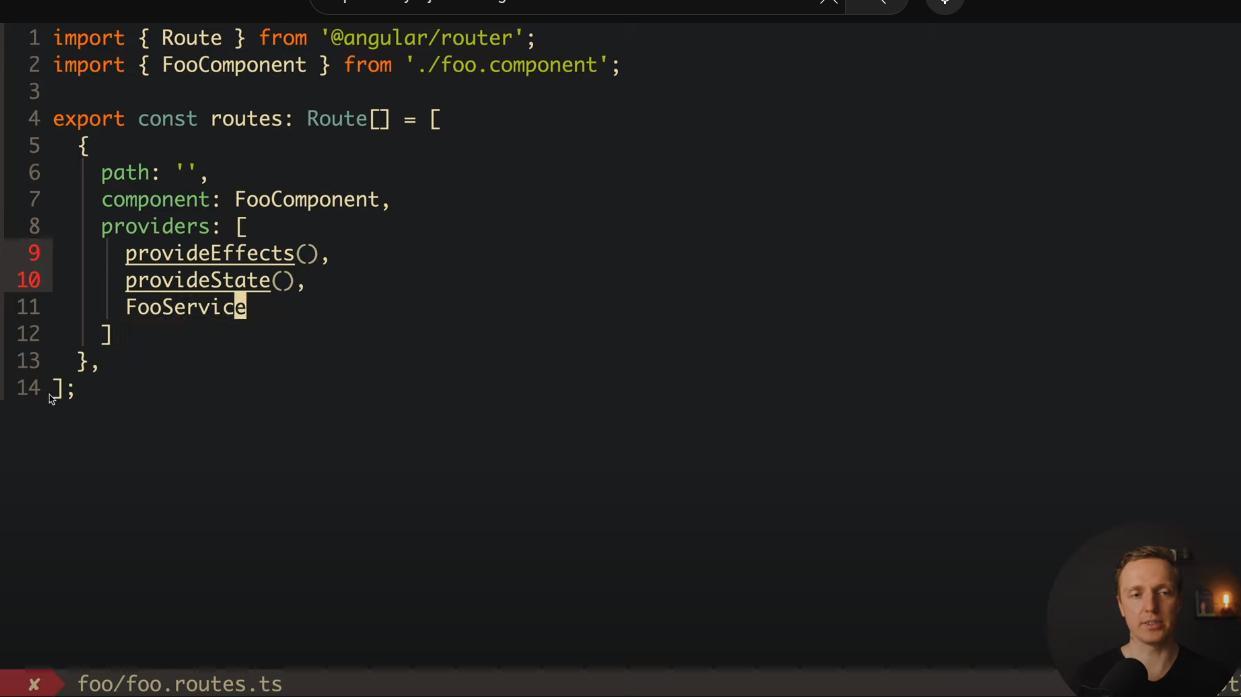 1 import { Route } from '@angular/router';
2 import { FooComponent } from './foo.component';
3
4 export const routes: Route[] = [
5 {
6 path: '',
7 component: FooComponent,
8 providers: [
9 provideEffects(),
10 provideState(),
11 FooService
12 ]
13 },
14 ];
✘ foo/foo.routes.ts